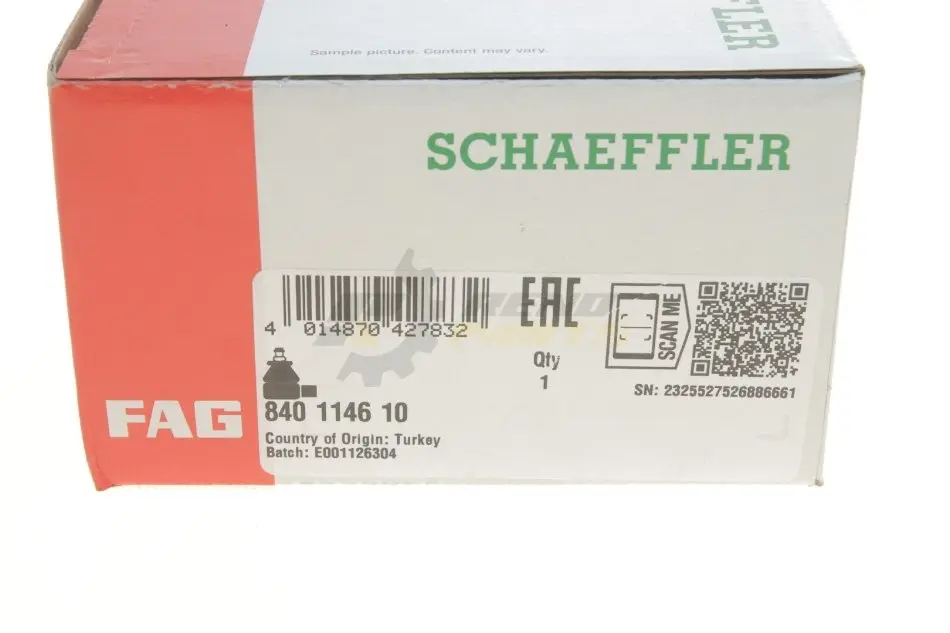 Sample picture. Content may vary.
SCHAEFFLER
4 014870 427832
EAC
Qty
1
SCAN ME
SN: 2325527526886661
FAG
840 1146 10
Country of Origin: Turkey
Batch: E001126304